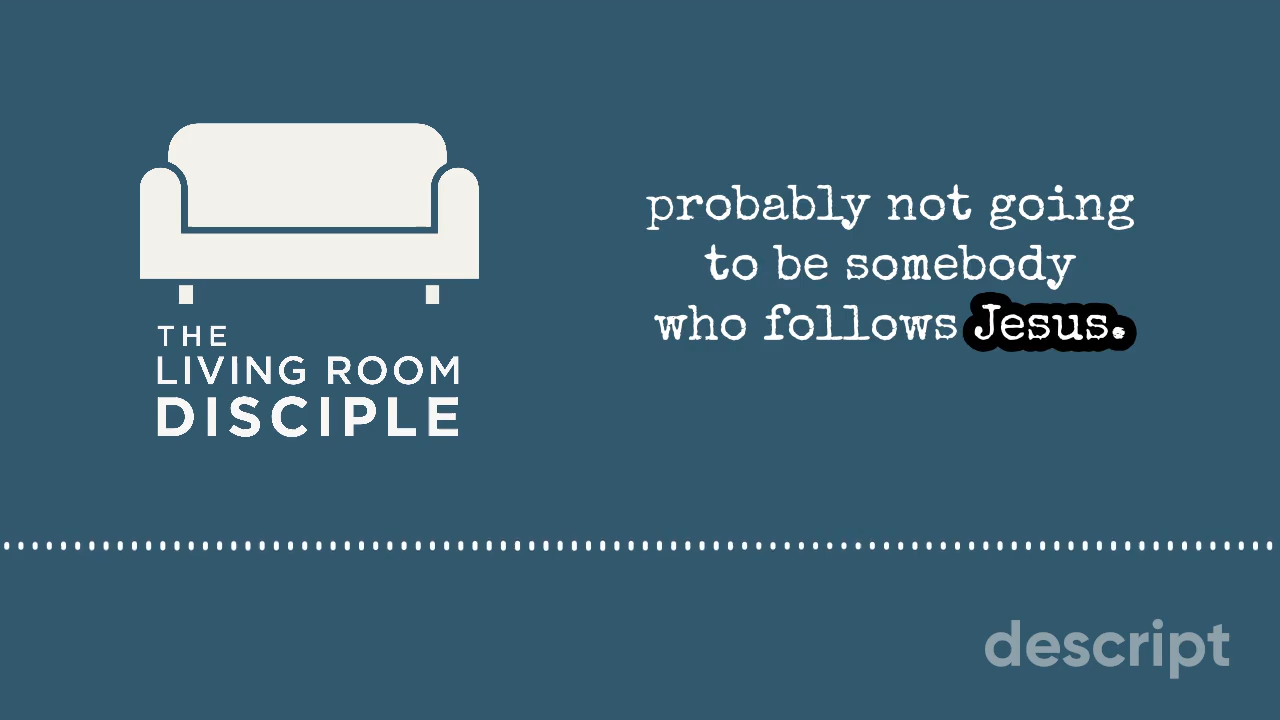 THE
LIVING ROOM
DISCIPLE
probably not going
to be somebody
who follows Jesus.
descript